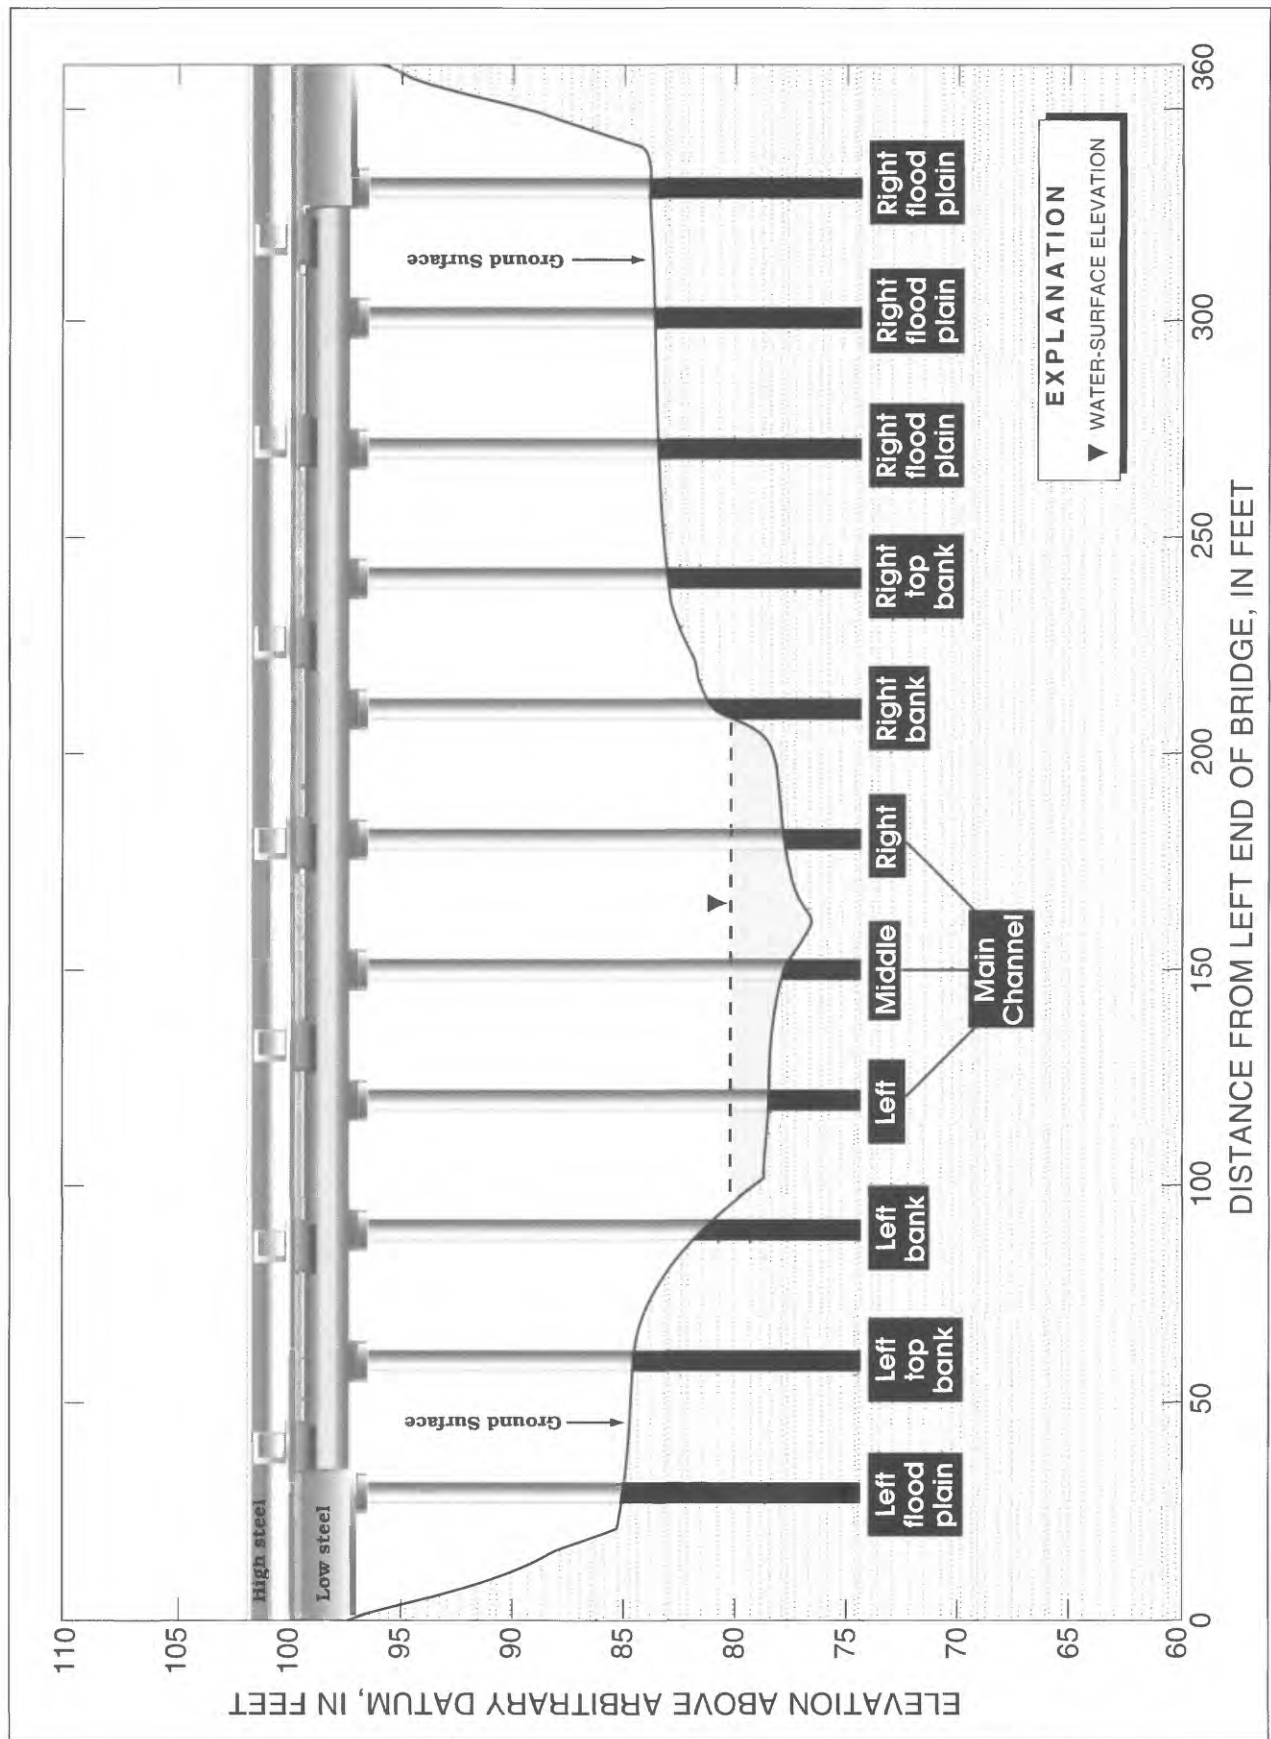 ELEVATION ABOVE ARBITRARY DATUM, IN FEET
110
105
100
95
90
85
80
75
70
65
60
High steel
Low steel
Ground Surface
Ground Surface
Left
flood
plain
Left
top
bank
Left
bank
Left
Middle
Right
Main
Channel
Right
bank
Right
top
bank
Right
flood
plain
Right
flood
plain
Right
flood
plain
EXPLANATION
WATER-SURFACE ELEVATION
0
50
100
150
200
250
300
360
DISTANCE FROM LEFT END OF BRIDGE, IN FEET